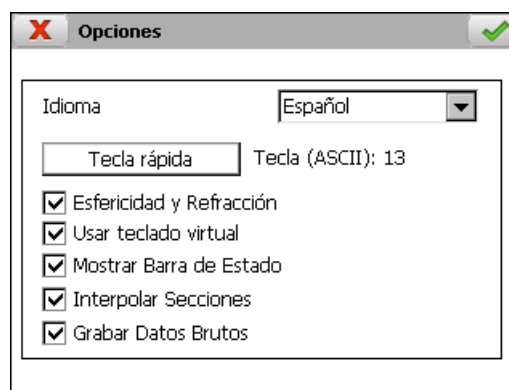 Opciones
Idioma Español
Tecla rápida Tecla (ASCII): 13
Esfericidad y Refracción
Usar teclado virtual
Mostrar Barra de Estado
Interpolar Secciones
Grabar Datos Brutos